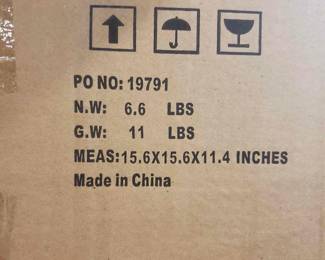 PO NO: 19791
N.W: 6.6 LBS
G.W: 11 LBS
MEAS:15.6X15.6X11.4 INCHES
Made in China